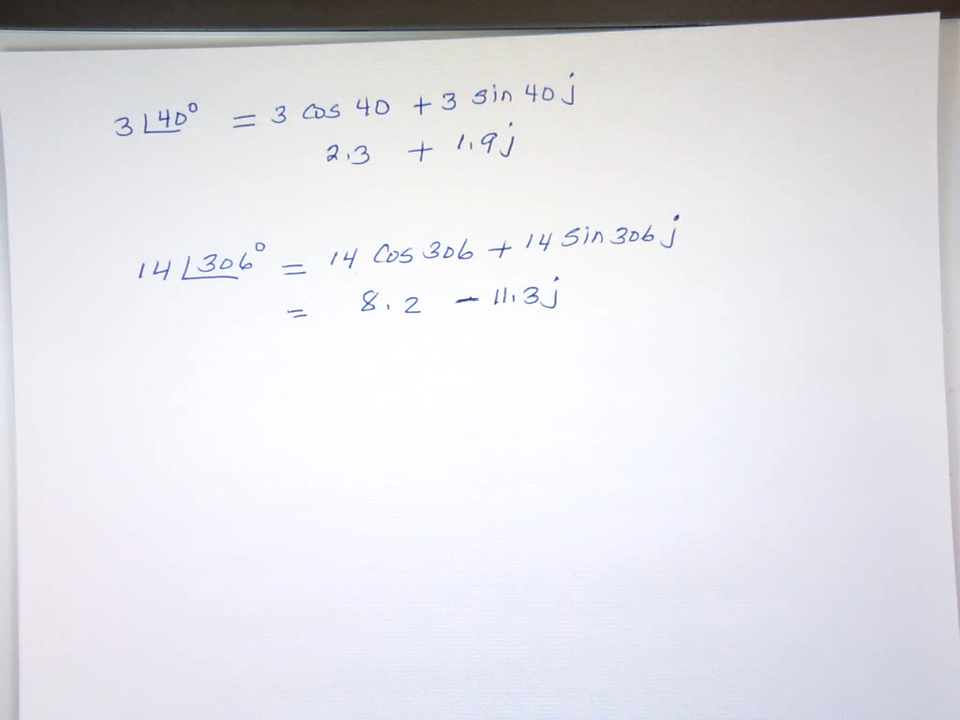 3∠40° = 3 cos 40 + 3 sin 40 j
2.3 + 1.9j
14∠306° = 14 cos 306 + 14 sin 306 j
= 8.2 - 11.3j